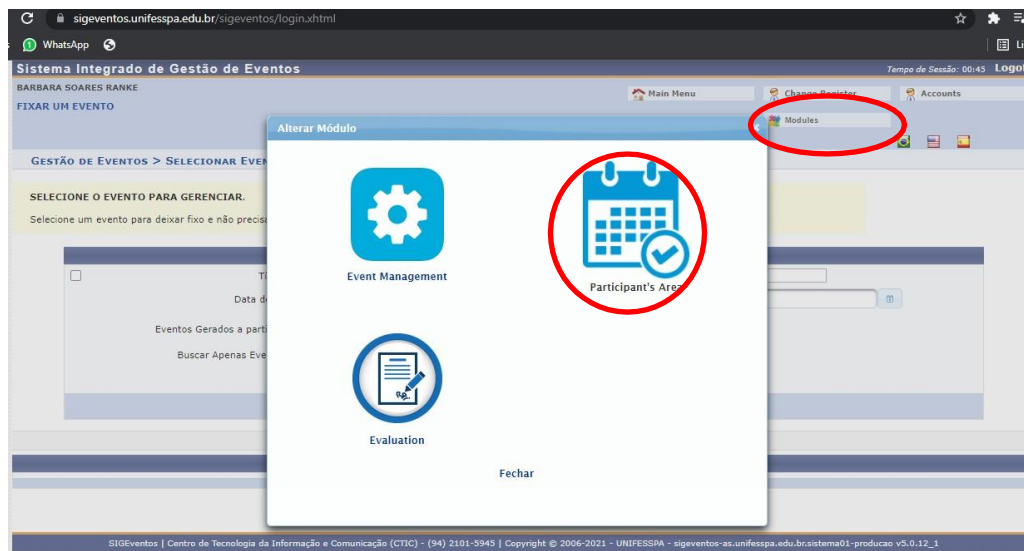 sigeventos.unifesspa.edu.br/sigeventos/login.xhtml
WhatsApp
Sistema Integrado de Gestão de Eventos
Tempo de Sessão: 00:45
BARBARA SOARES RANKE
Main Menu
Change Register
Accounts
FIXAR UM EVENTO
Modules
Alterar Módulo
GESTÃO DE EVENTOS > SELECIONAR
SELECIONE O EVENTO PARA GERENCIAR.
Selecione um evento para deixar fixo e não
Event Management
Participant's Area
Data
Eventos Gerados a
Buscar Apenas
Evaluation
Fechar
SIGEventos | Centro de Tecnologia da Informação e Comunicação (CTIC) - (94) 2101-5945 | Copyright © 2006-2021 - UNIFESSPA - sigeventos-as.unifesspa.edu.br.sistema01-producao v5.0.12_1